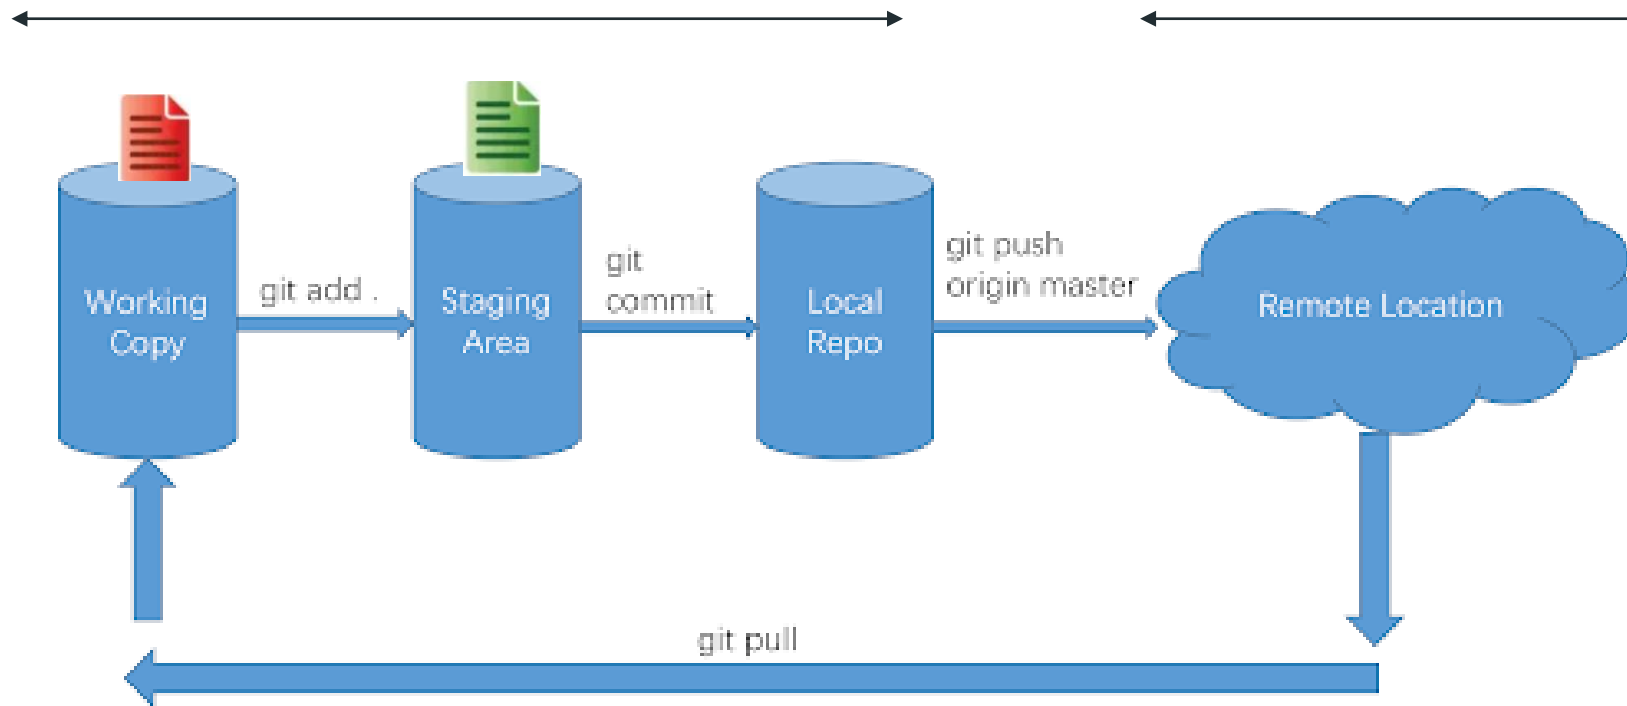 Working
Copy
git add .
Staging
Area
git
commit
Local
Repo
git push
origin master
Remote Location
git pull